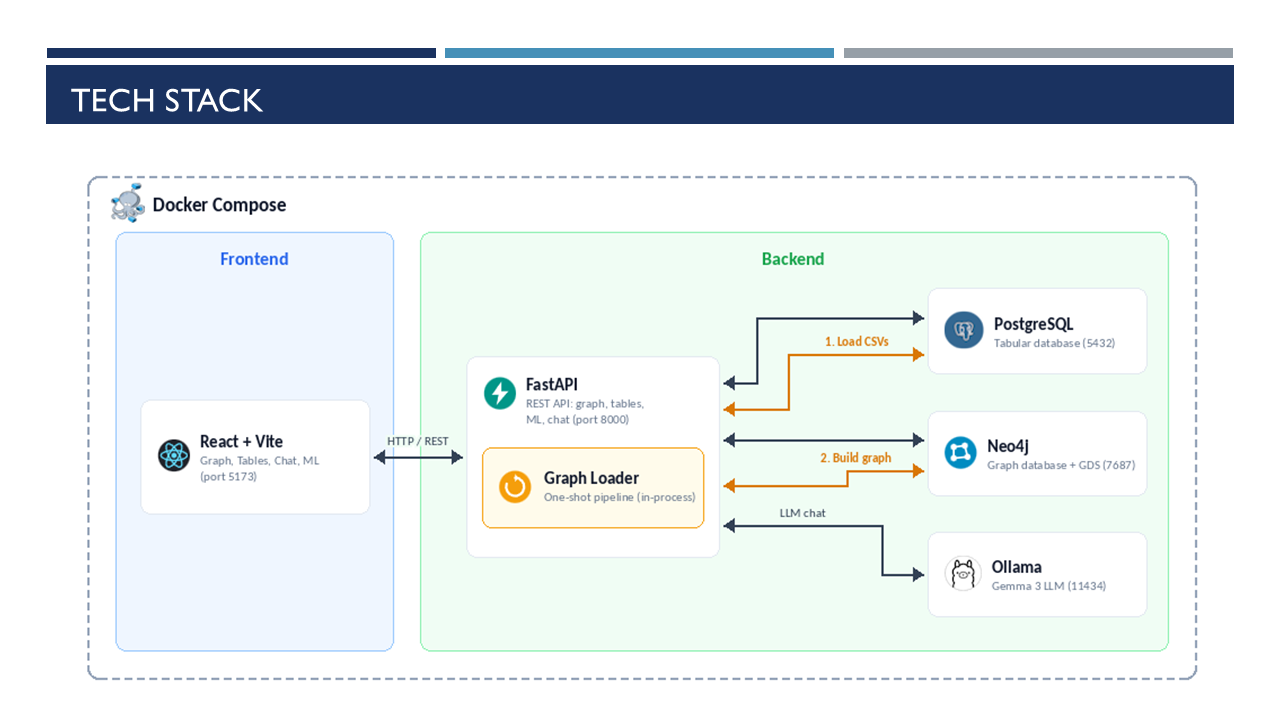 TECH STACK
Docker Compose
Frontend
Backend
React + Vite
Graph, Tables, Chat, ML
(port 5173)
HTTP / REST
FastAPI
REST API: graph, tables,
ML, chat (port 8000)
Graph Loader
One-shot pipeline (in-process)
1. Load CSVs
2. Build graph
LLM chat
PostgreSQL
Tabular database (5432)
Neo4j
Graph database + GDS (7687)
Ollama
Gemma 3 LLM (11434)